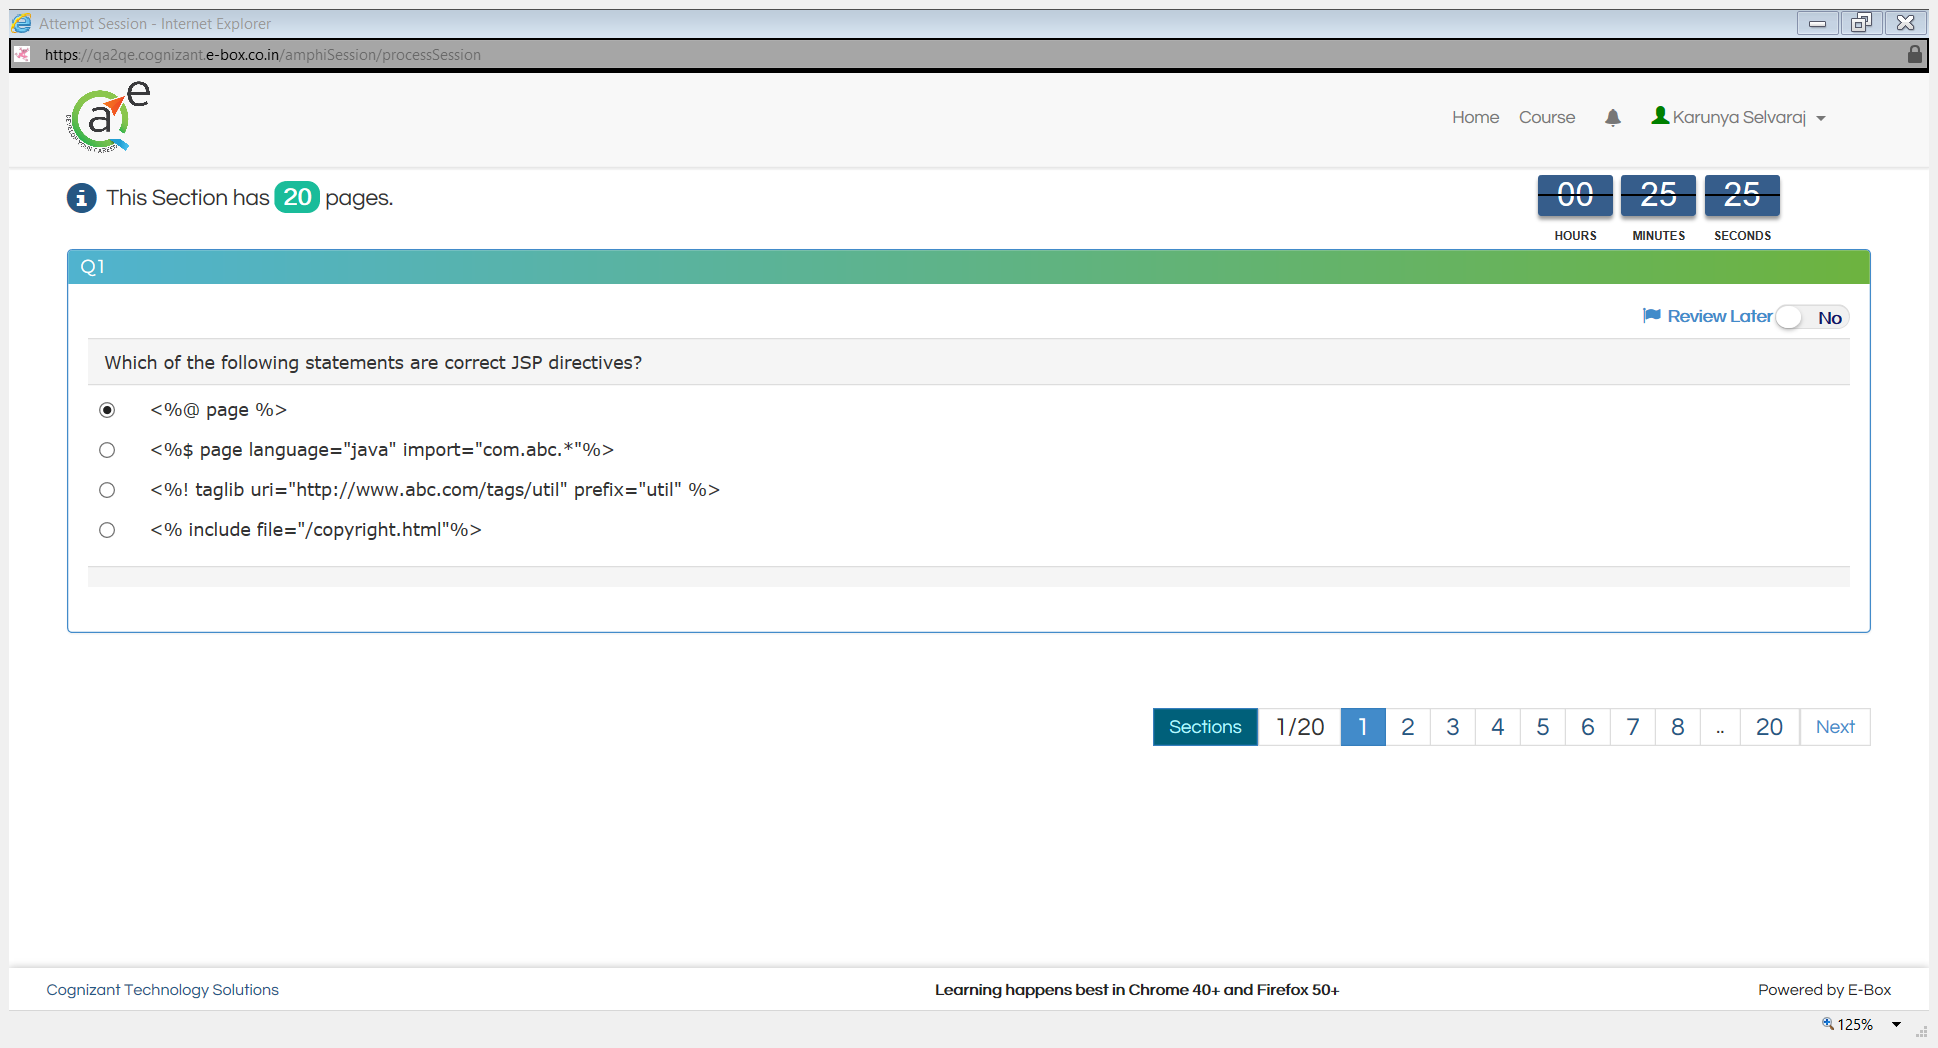 Attempt Session - Internet Explorer
https://qa2qe.cognizant.e-box.co.in/amphiSession/processSession
a e
Home Course Karunya Selvaraj
This Section has 20 pages.
00 25 25
HOURS MINUTES SECONDS
Q1
Review Later No
Which of the following statements are correct JSP directives?
<%@ page %>
<%$ page language="java" import="com.abc.*"%>
<%! taglib uri="http://www.abc.com/tags/util" prefix="util" %>
<% include file="/copyright.html"%>
Sections 1/20 1 2 3 4 5 6 7 8 .. 20 Next
Cognizant Technology Solutions Learning happens best in Chrome 40+ and Firefox 50+ Powered by E-Box
125%